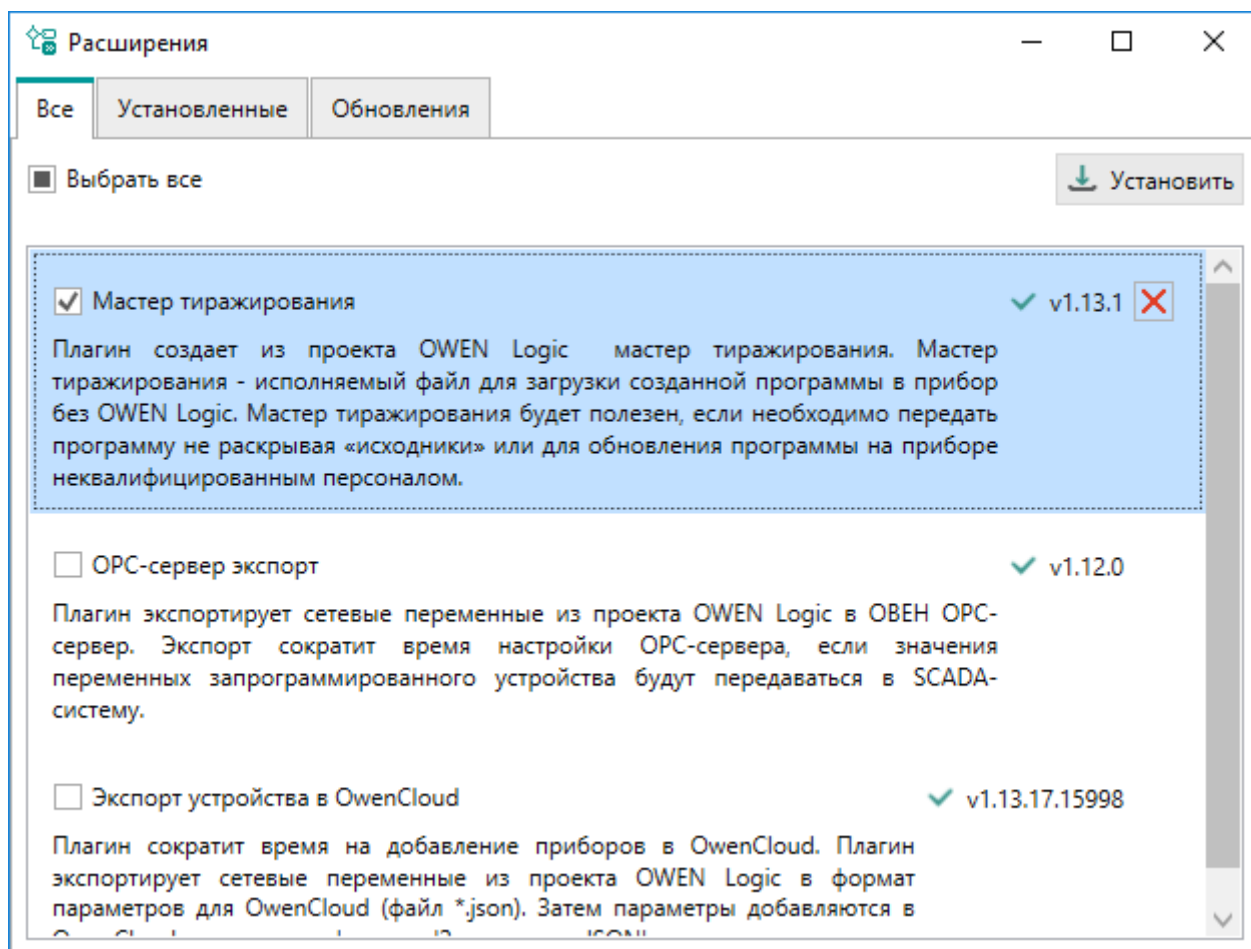 Расширения
Все Установленные Обновления
Выбрать все Установить
Мастер тиражирования v1.13.1
Плагин создает из проекта OWEN Logic мастер тиражирования. Мастер
тиражирования - исполняемый файл для загрузки созданной программы в прибор
без OWEN Logic. Мастер тиражирования будет полезен, если необходимо передать
программу не раскрывая «исходники» или для обновления программы на приборе
неквалифицированным персоналом.
OPC-сервер экспорт v1.12.0
Плагин экспортирует сетевые переменные из проекта OWEN Logic в ОВЕН OPC-
сервер. Экспорт сократит время настройки OPC-сервера, если значения
переменных запрограммированного устройства будут передаваться в SCADA-
систему.
Экспорт устройства в OwenCloud v1.13.17.15998
Плагин сократит время на добавление приборов в OwenCloud. Плагин
экспортирует сетевые переменные из проекта OWEN Logic в формат
параметров для OwenCloud (файл *.json). Затем параметры добавляются в